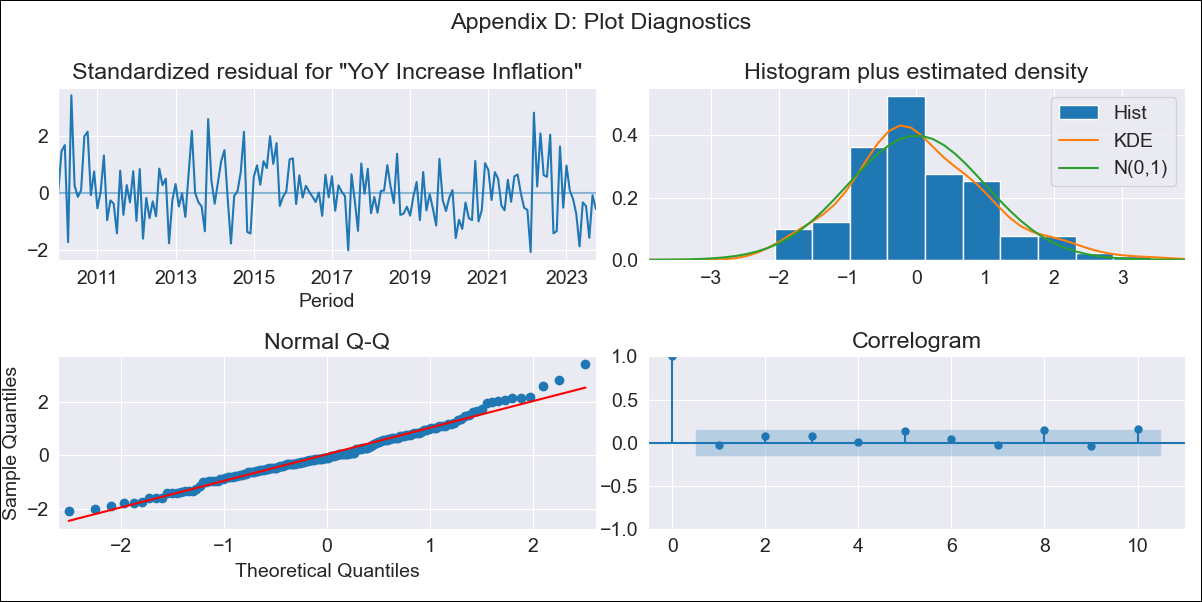 Appendix D: Plot Diagnostics
Standardized residual for "YoY Increase Inflation"
2
0
−2
2011 2013 2015 2017 2019 2021 2023
Period
Histogram plus estimated density
Hist
KDE
N(0,1)
0.4
0.2
0.0
−3 −2 −1 0 1 2 3
Normal Q-Q
Sample Quantiles
2
0
−2
−2 −1 0 1 2
Theoretical Quantiles
Correlogram
1.0
0.5
0.0
−0.5
−1.0
0 2 4 6 8 10